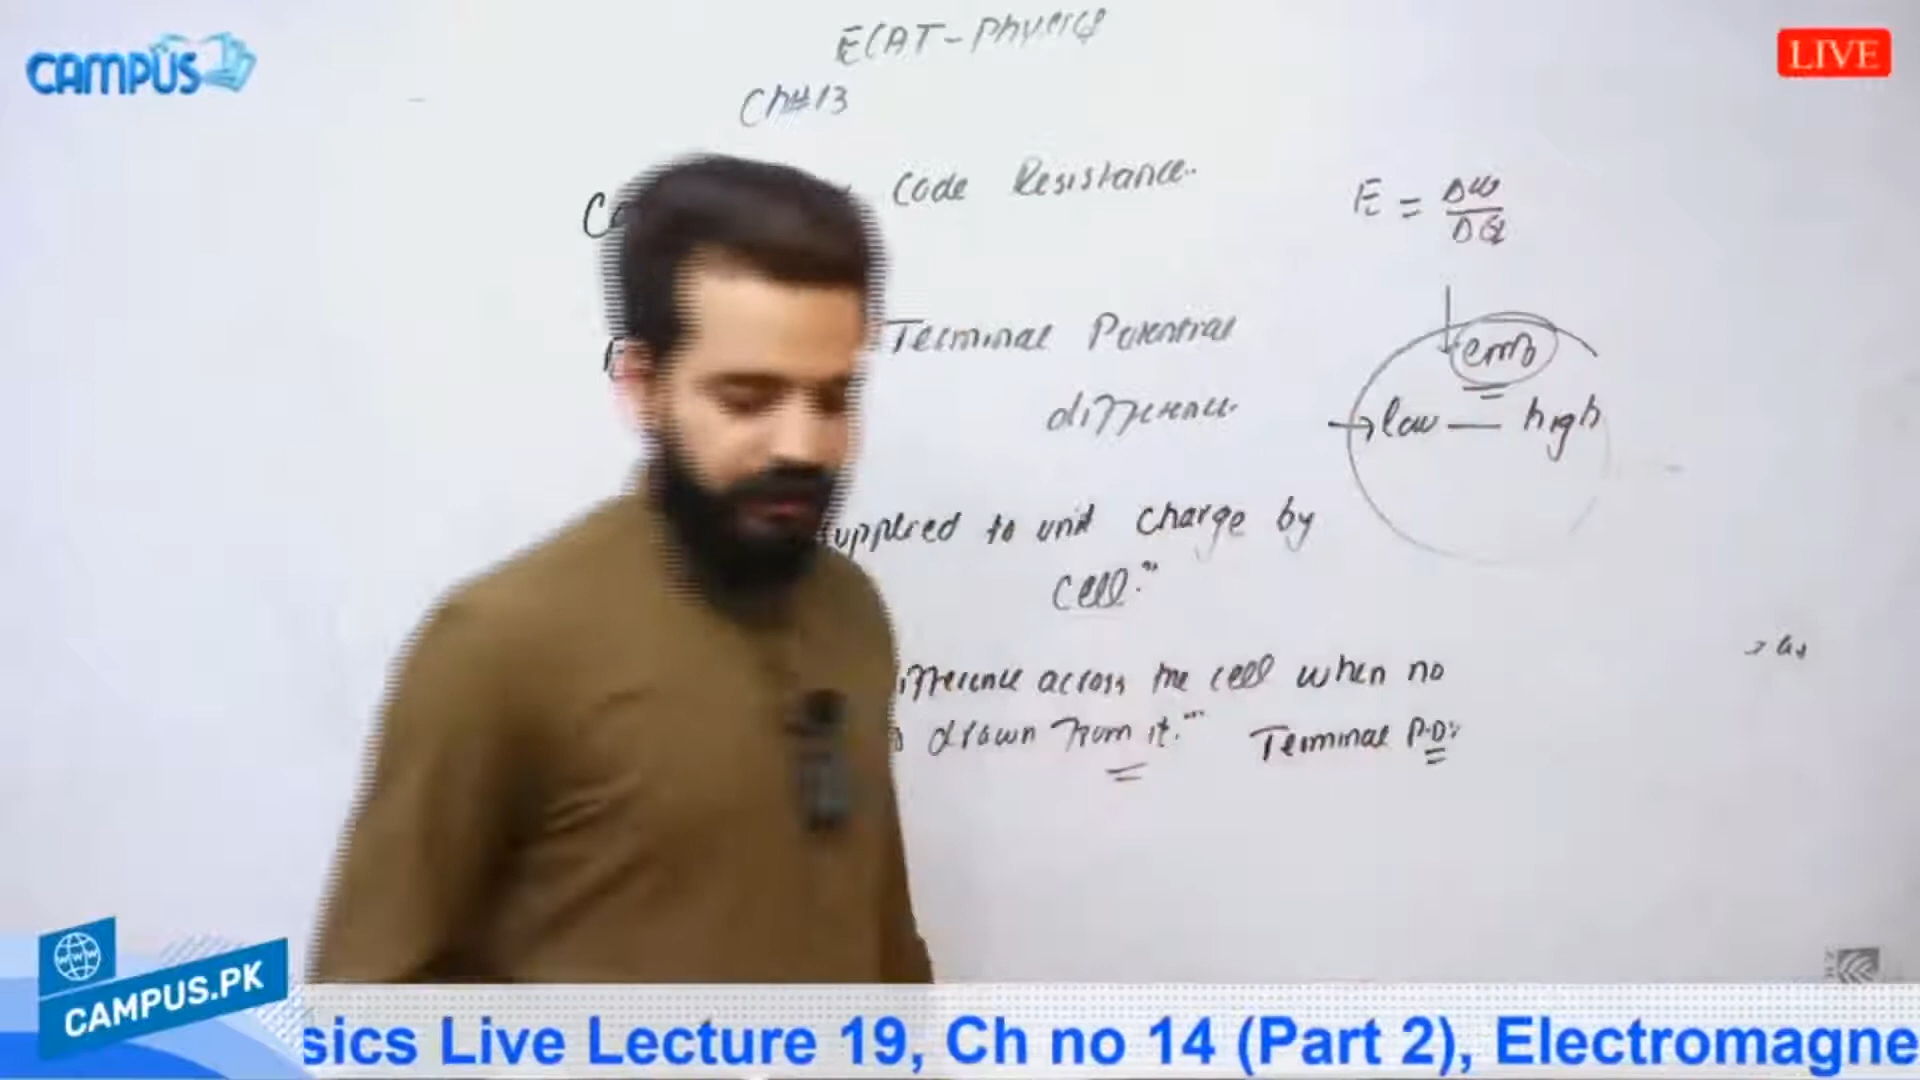 CAMPUS
LIVE
ECAT-Physics
Ch#13
Code Resistance.
E = ΔW
ΔQ
Terminal Potential
difference.
emf
low — high
supplied to unit charge by
cell."
ifference across the cell when no
drawn from it." Terminal P.D:
www
CAMPUS.PK
sics Live Lecture 19, Ch no 14 (Part 2), Electromagne